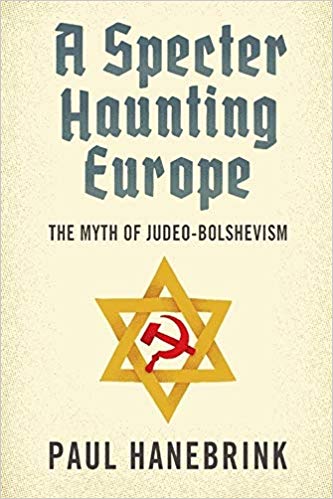 A Specter
Haunting
Europe
THE MYTH OF JUDEO-BOLSHEVISM
PAUL HANEBRINK